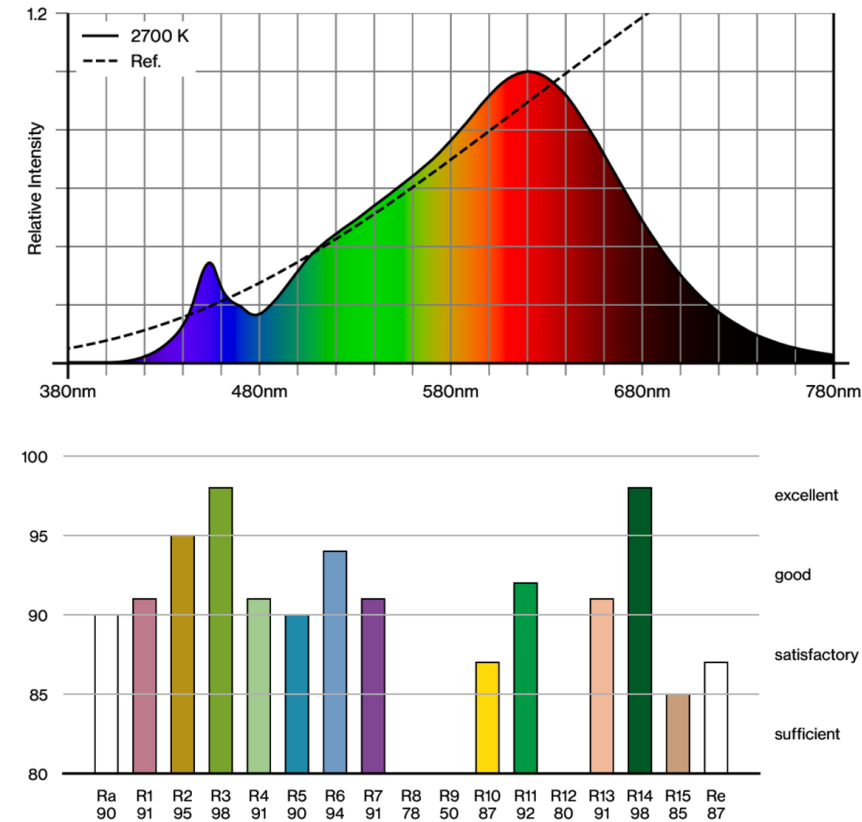 1.2
2700 K
Ref.
Relative Intensity
380nm 480nm 580nm 680nm 780nm
100
excellent
95
good
90
satisfactory
85
sufficient
80
Ra R1 R2 R3 R4 R5 R6 R7 R8 R9 R10 R11 R12 R13 R14 R15 Re
90 91 95 98 91 90 94 91 78 50 87 92 80 91 98 85 87